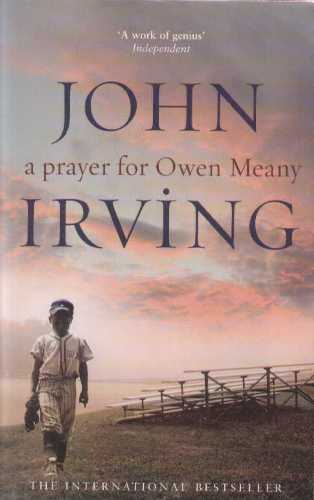 'A work of genius'
Independent
JOHN
a prayer for Owen Meany
IRVING
THE INTERNATIONAL BESTSELLER